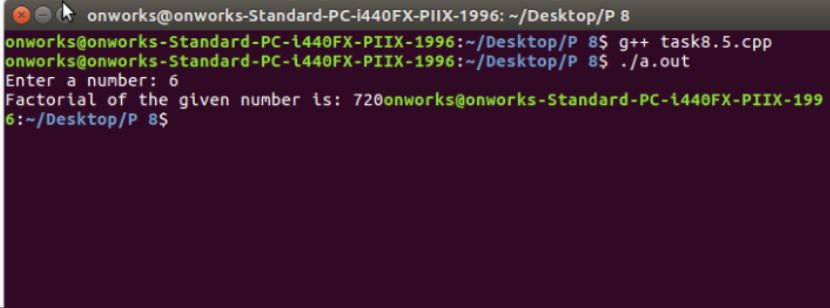 onworks@onworks-Standard-PC-i440FX-PIIX-1996: ~/Desktop/P 8
onworks@onworks-Standard-PC-i440FX-PIIX-1996:~/Desktop/P 8$ g++ task8.5.cpp
onworks@onworks-Standard-PC-i440FX-PIIX-1996:~/Desktop/P 8$ ./a.out
Enter a number: 6
Factorial of the given number is: 720onworks@onworks-Standard-PC-i440FX-PIIX-199
6:~/Desktop/P 8$